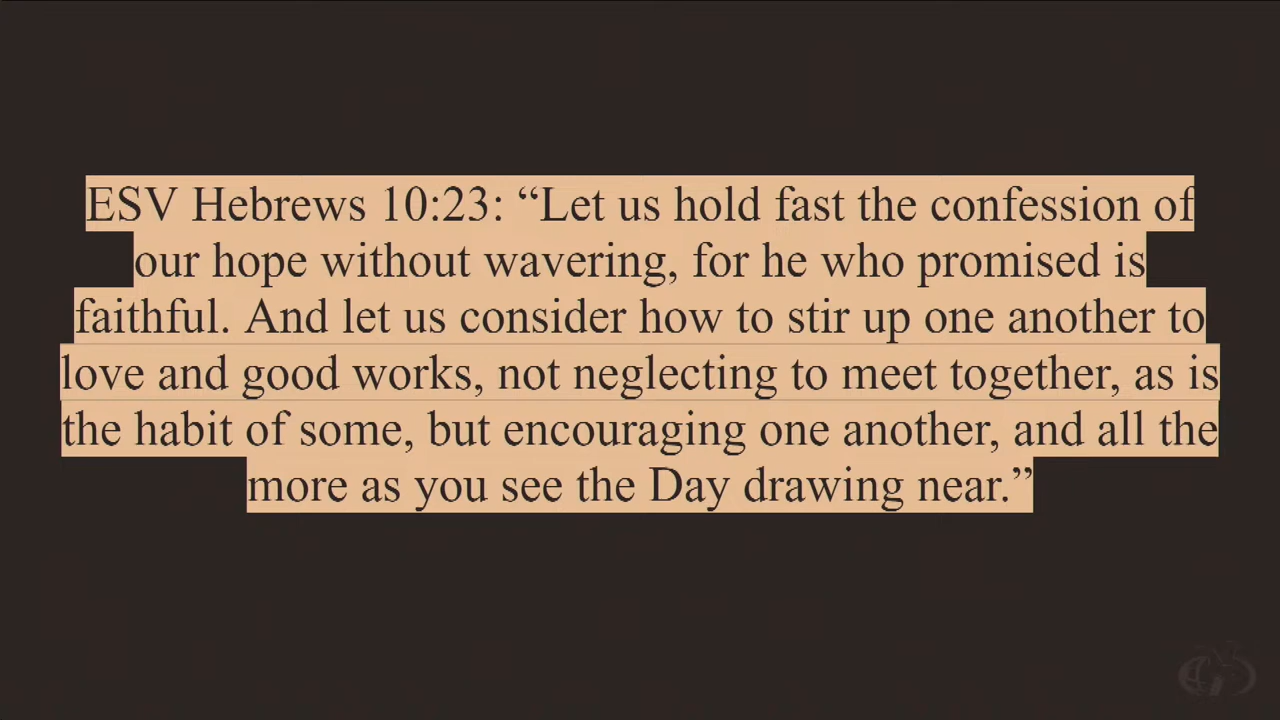 ESV Hebrews 10:23: “Let us hold fast the confession of
our hope without wavering, for he who promised is
faithful. And let us consider how to stir up one another to
love and good works, not neglecting to meet together, as is
the habit of some, but encouraging one another, and all the
more as you see the Day drawing near.”